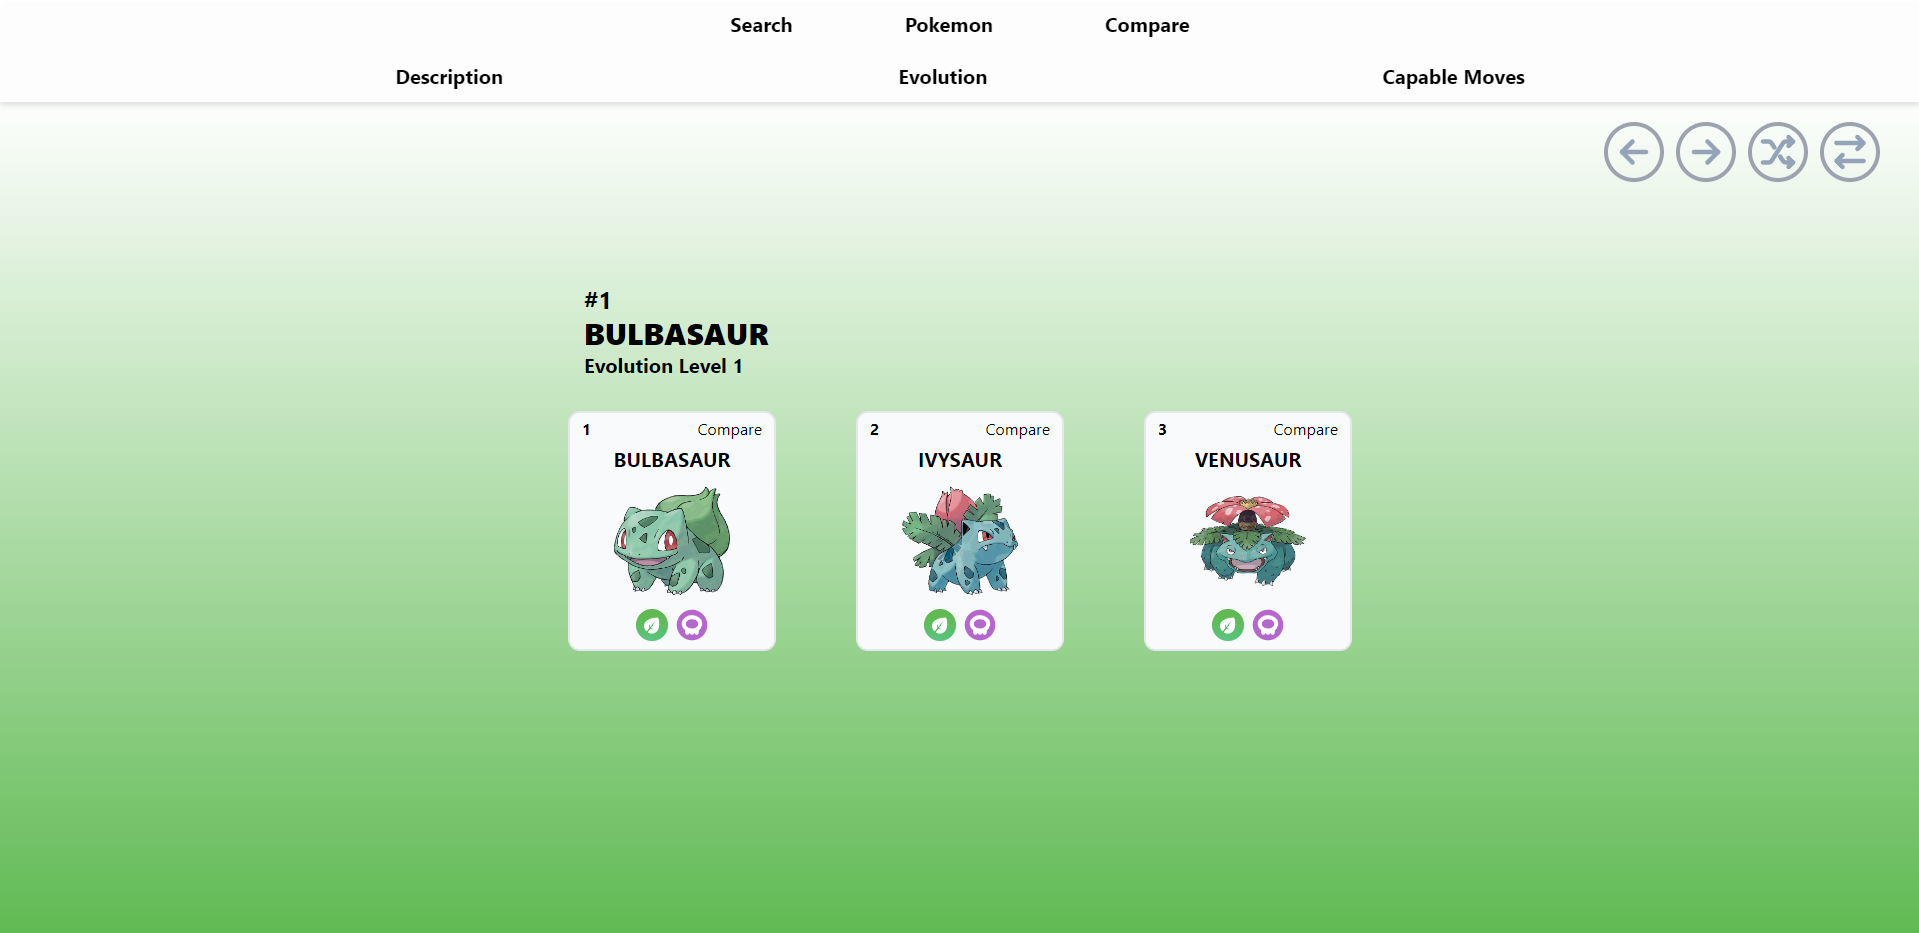 Search Pokemon Compare
Description Evolution Capable Moves
#1
BULBASAUR
Evolution Level 1
1 Compare
BULBASAUR
2 Compare
IVYSAUR
3 Compare
VENUSAUR